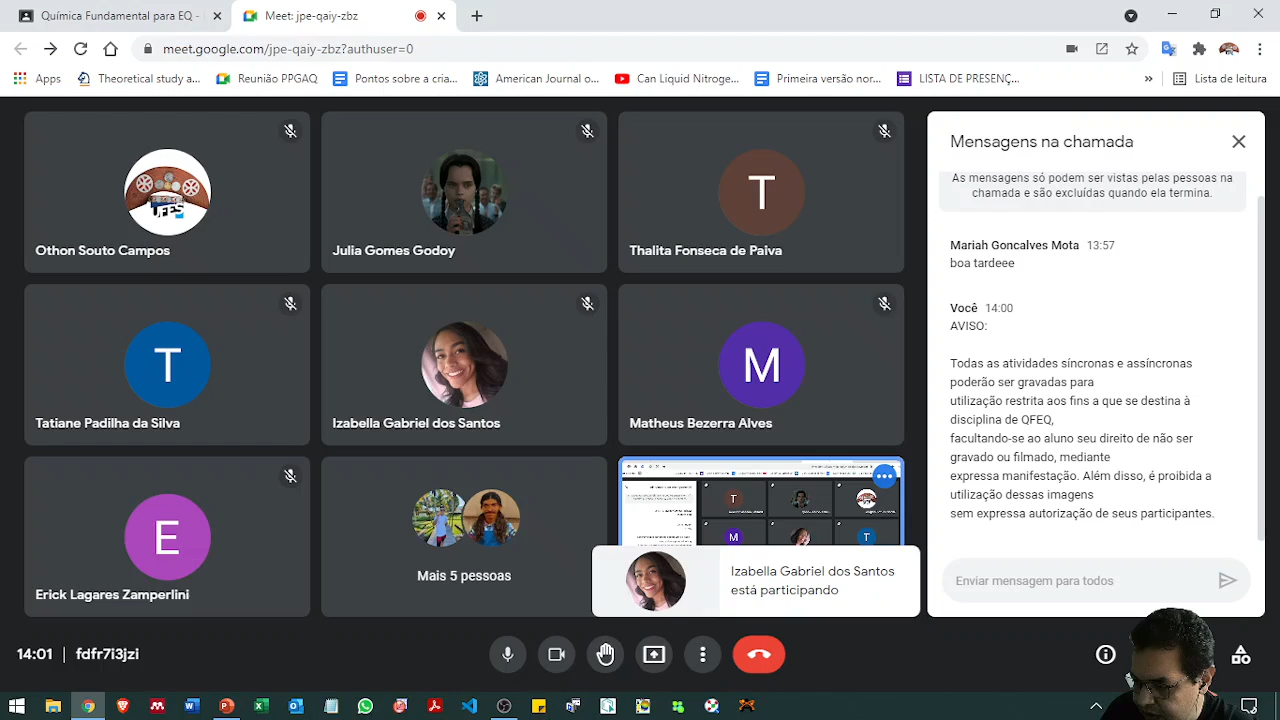 Química Fundamental para EQ -
Meet: jpe-qaiy-zbz
meet.google.com/jpe-qaiy-zbz?authuser=0
Apps
Theoretical study a...
Reunião PPGAQ
Pontos sobre a cria...
American Journal o...
Can Liquid Nitroge...
Primeira versão nor...
LISTA DE PRESENÇ...
»
Lista de leitura
UFES
Othon Souto Campos
Julia Gomes Godoy
T
Thalita Fonseca de Paiva
T
Tatiane Padilha da Silva
Izabella Gabriel dos Santos
M
Matheus Bezerra Alves
E
Erick Lagares Zamperlini
Mais 5 pessoas
T
M
T
Izabella Gabriel dos Santos
está participando
Mensagens na chamada
As mensagens só podem ser vistas pelas pessoas na
chamada e são excluídas quando ela termina.
Mariah Goncalves Mota 13:57
boa tardeee
Você 14:00
AVISO:
Todas as atividades síncronas e assíncronas
poderão ser gravadas para
utilização restrita aos fins a que se destina à
disciplina de QFEQ,
facultando-se ao aluno seu direito de não ser
gravado ou filmado, mediante
expressa manifestação. Além disso, é proibida a
utilização dessas imagens
sem expressa autorização de seus participantes.
Enviar mensagem para todos
14:01 | fdfr7i3jzi